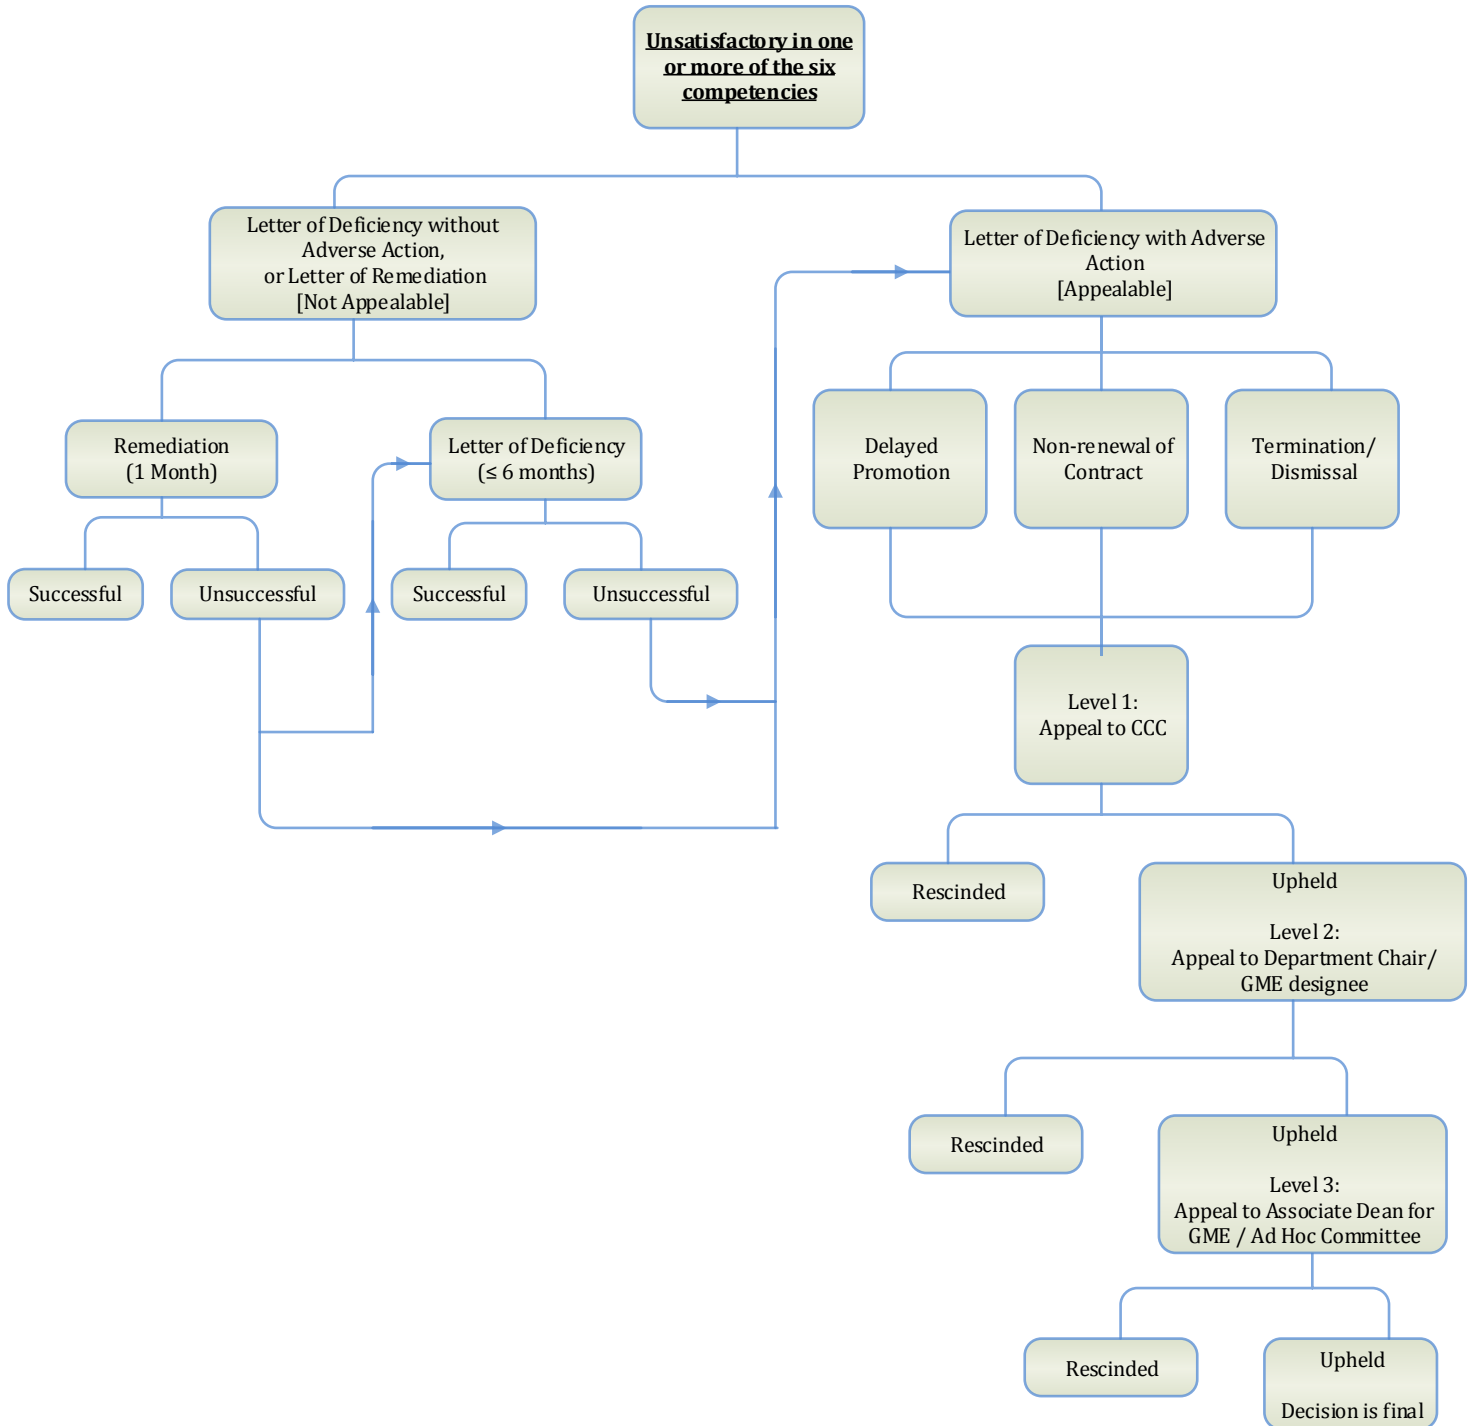 Unsatisfactory in one
or more of the six
competencies
Letter of Deficiency without
Adverse Action,
or Letter of Remediation
[Not Appealable]
Letter of Deficiency with Adverse
Action
[Appealable]
Remediation
(1 Month)
Letter of Deficiency
(≤ 6 months)
Delayed
Promotion
Non-renewal of
Contract
Termination/
Dismissal
Successful
Unsuccessful
Successful
Unsuccessful
Level 1:
Appeal to CCC
Rescinded
Upheld
Level 2:
Appeal to Department Chair/
GME designee
Rescinded
Upheld
Level 3:
Appeal to Associate Dean for
GME / Ad Hoc Committee
Rescinded
Upheld
Decision is final